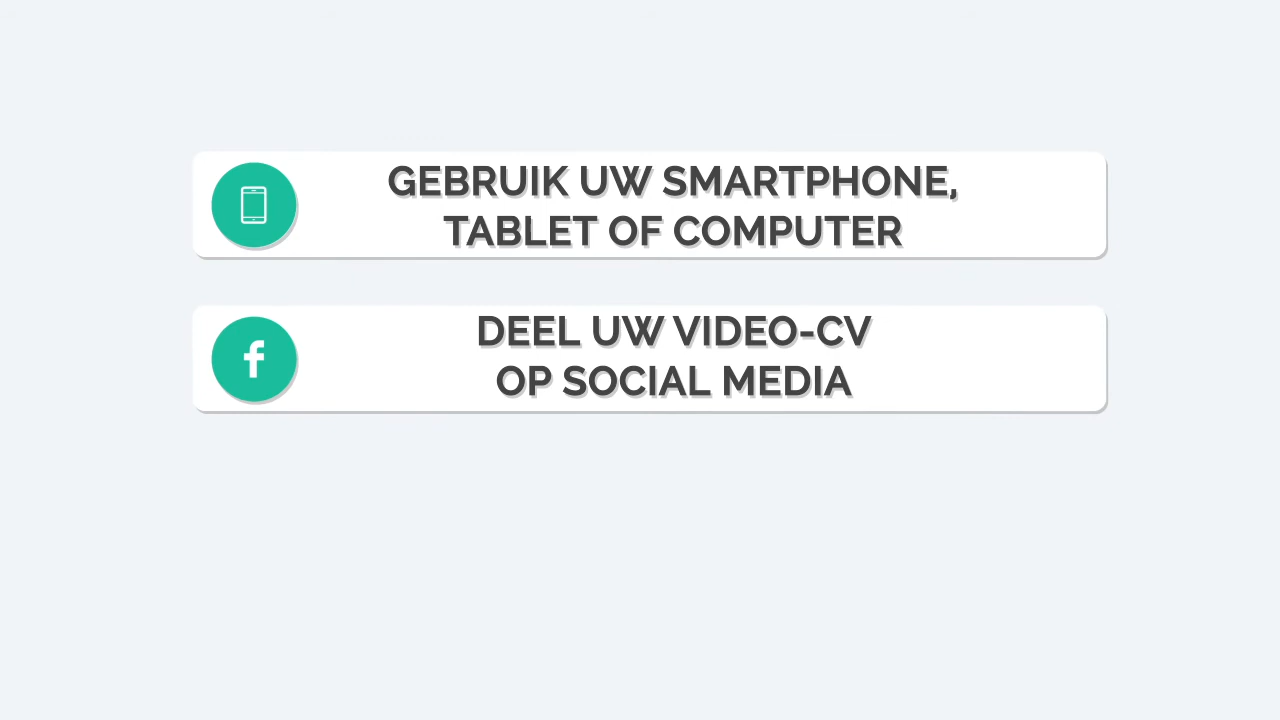 GEBRUIK UW SMARTPHONE,
TABLET OF COMPUTER
DEEL UW VIDEO-CV
OP SOCIAL MEDIA